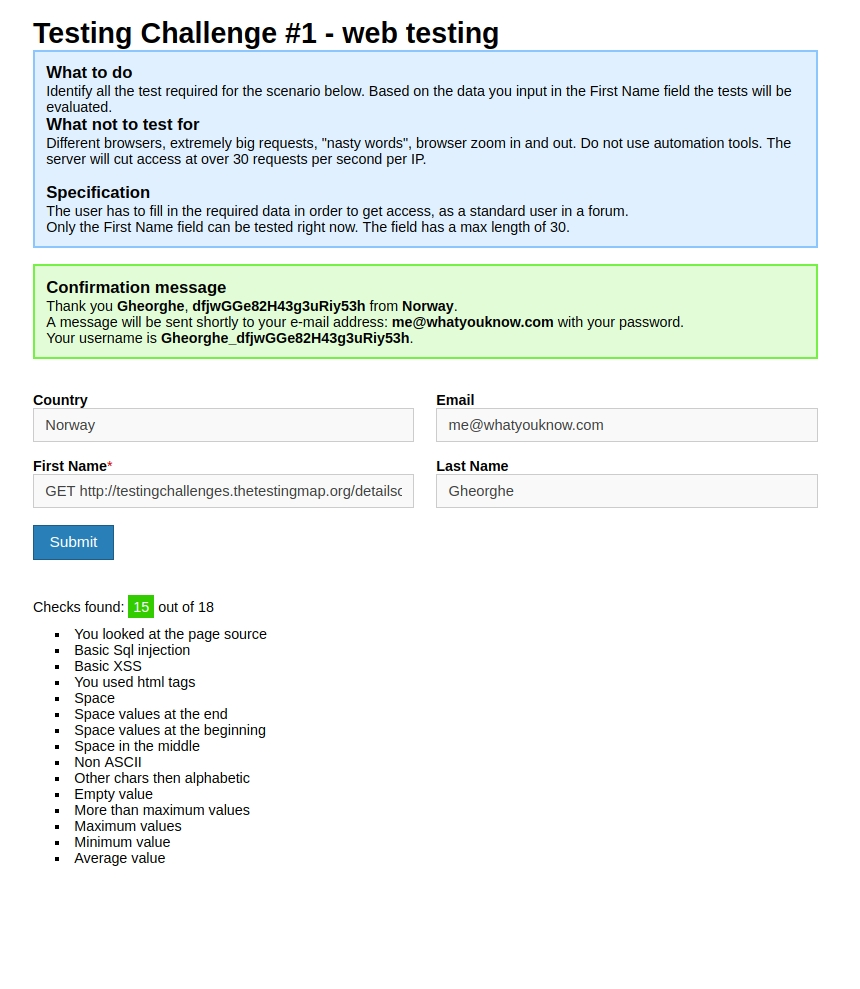 Testing Challenge #1 - web testing
What to do
Identify all the test required for the scenario below. Based on the data you input in the First Name field the tests will be
evaluated.
What not to test for
Different browsers, extremely big requests, "nasty words", browser zoom in and out. Do not use automation tools. The
server will cut access at over 30 requests per second per IP.
Specification
The user has to fill in the required data in order to get access, as a standard user in a forum.
Only the First Name field can be tested right now. The field has a max length of 30.
Confirmation message
Thank you Gheorghe, dfjwGGe82H43g3uRiy53h from Norway.
A message will be sent shortly to your e-mail address: me@whatyouknow.com with your password.
Your username is Gheorghe_dfjwGGe82H43g3uRiy53h.
Country Email
Norway me@whatyouknow.com
First Name* Last Name
GET http://testingchallenges.thetestingmap.org/detailsc Gheorghe
Submit
Checks found: 15 out of 18
You looked at the page source
Basic Sql injection
Basic XSS
You used html tags
Space
Space values at the end
Space values at the beginning
Space in the middle
Non ASCII
Other chars then alphabetic
Empty value
More than maximum values
Maximum values
Minimum value
Average value